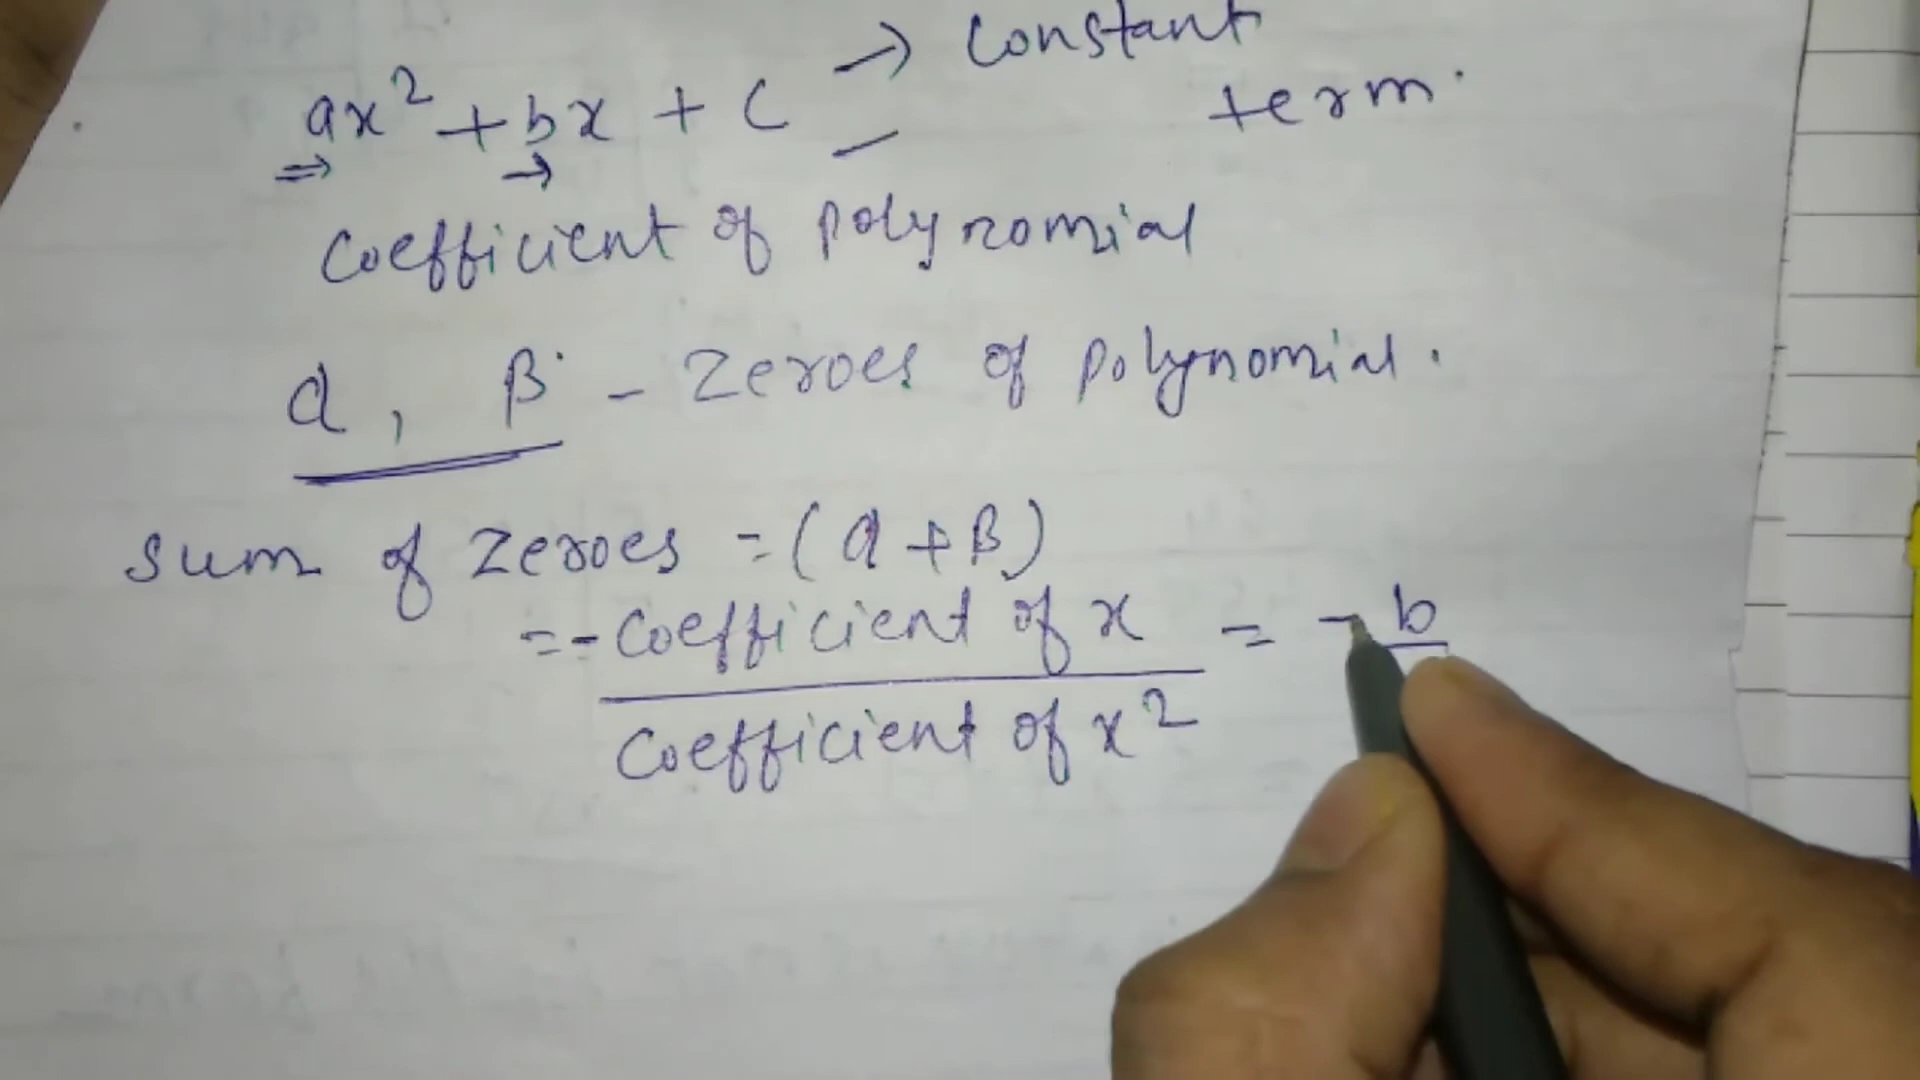 ax² + bx + c → constant
term.
coefficient of polynomial
α, β - zeroes of polynomial.
sum of zeroes = (α + β)
= - coefficient of x / coefficient of x² = - b